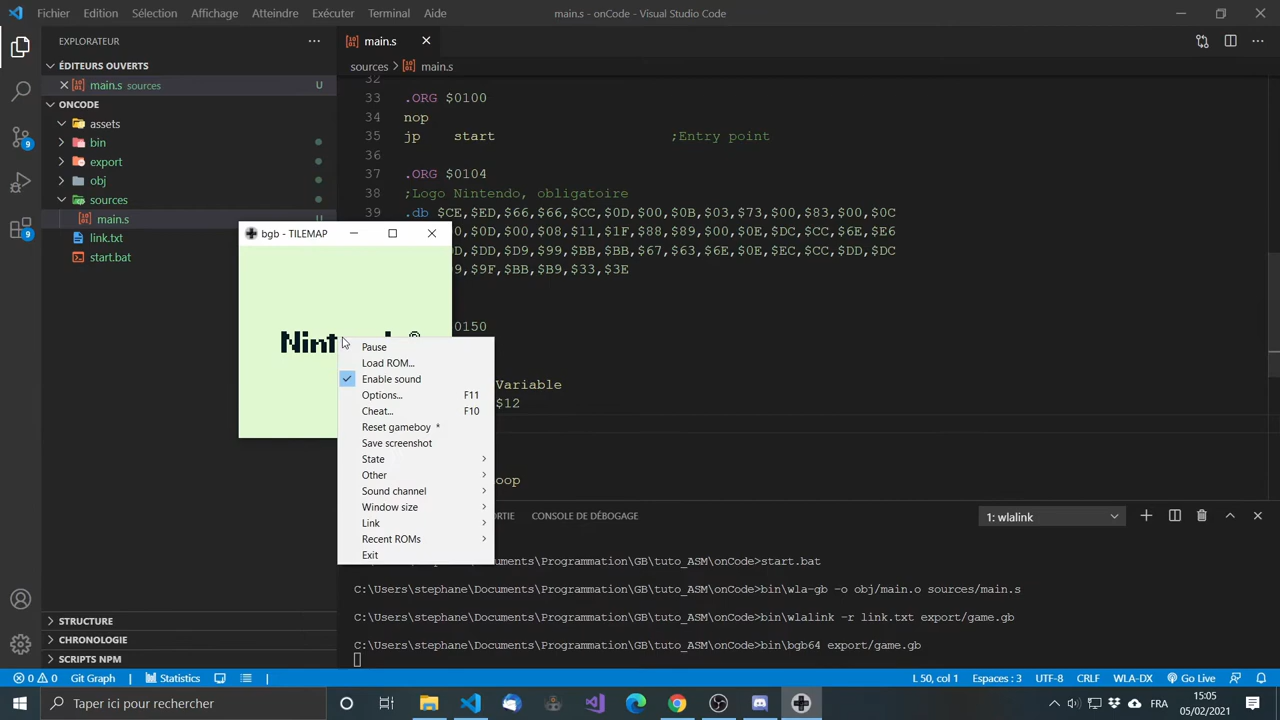 Fichier Edition Sélection Affichage Atteindre Exécuter Terminal Aide main.s - onCode - Visual Studio Code
EXPLORATEUR
ÉDITEURS OUVERTS
main.s sources U
ONCODE
assets
bin
export
obj
sources
main.s
link.txt U
start.bat U
STRUCTURE
CHRONOLOGIE
SCRIPTS NPM
main.s
sources > main.s
32
33 .ORG $0100
34 nop
35 jp start ;Entry point
36
37 .ORG $0104
38 ;Logo Nintendo, obligatoire
39 .db $CE,$ED,$66,$66,$CC,$0D,$00,$0B,$03,$73,$00,$83,$00,$0C
0,$0D,$00,$08,$11,$1F,$88,$89,$00,$0E,$DC,$CC,$6E,$E6
D,$DD,$D9,$99,$BB,$BB,$67,$63,$6E,$0E,$EC,$CC,$DD,$DC
9,$9F,$BB,$B9,$33,$3E
0150
Variable
$12
oop
bgb - TILEMAP
Nint
Pause
Load ROM...
Enable sound
Options... F11
Cheat... F10
Reset gameboy *
Save screenshot
State
Other
Sound channel
Window size
Link
Recent ROMs
Exit
RTIE CONSOLE DE DÉBOGAGE 1: wlalink
C:\Users\stephane\Documents\Programmation\GB\tuto_ASM\onCode>start.bat
C:\Users\stephane\Documents\Programmation\GB\tuto_ASM\onCode>bin\wla-gb -o obj/main.o sources/main.s
C:\Users\stephane\Documents\Programmation\GB\tuto_ASM\onCode>bin\wlalink -r link.txt export/game.gb
C:\Users\stephane\Documents\Programmation\GB\tuto_ASM\onCode>bin\bgb64 export/game.gb
0 0 Git Graph Statistics L 50, col 1 Espaces : 3 UTF-8 CRLF WLA-DX Go Live
Taper ici pour rechercher FRA 15:05
05/02/2021